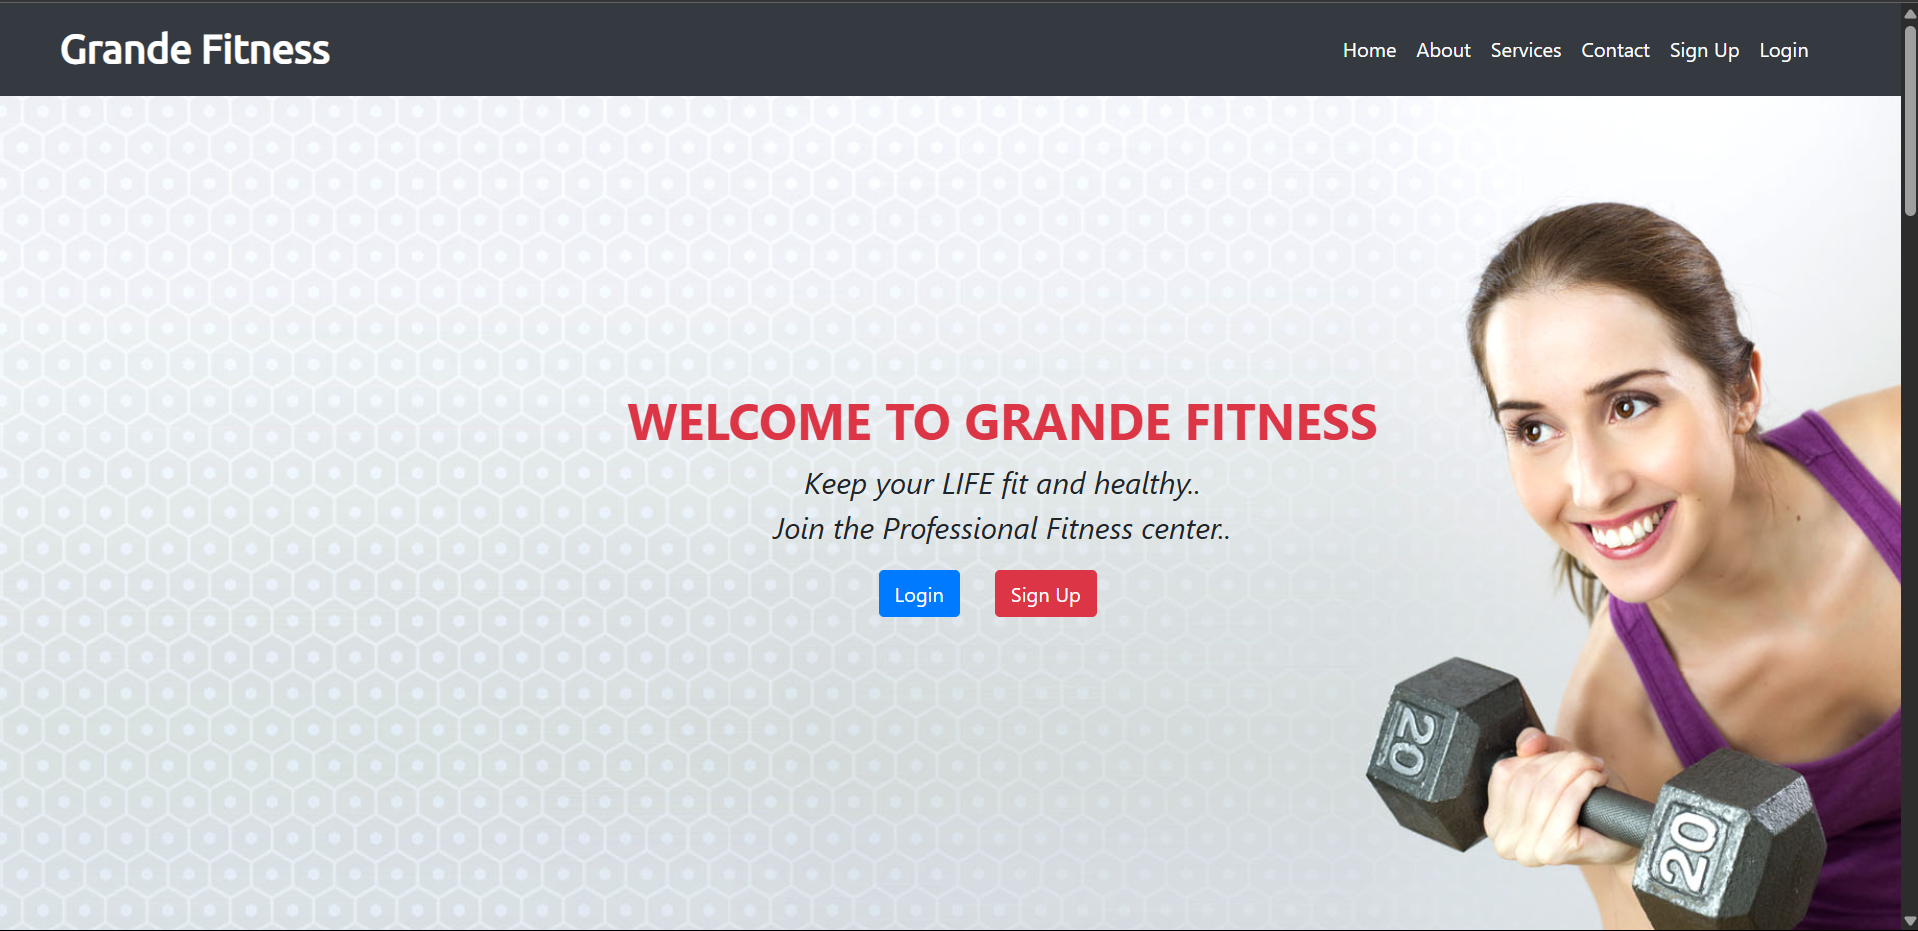 Grande Fitness
Home About Services Contact Sign Up Login
WELCOME TO GRANDE FITNESS
Keep your LIFE fit and healthy..
Join the Professional Fitness center..
Login Sign Up
20
20